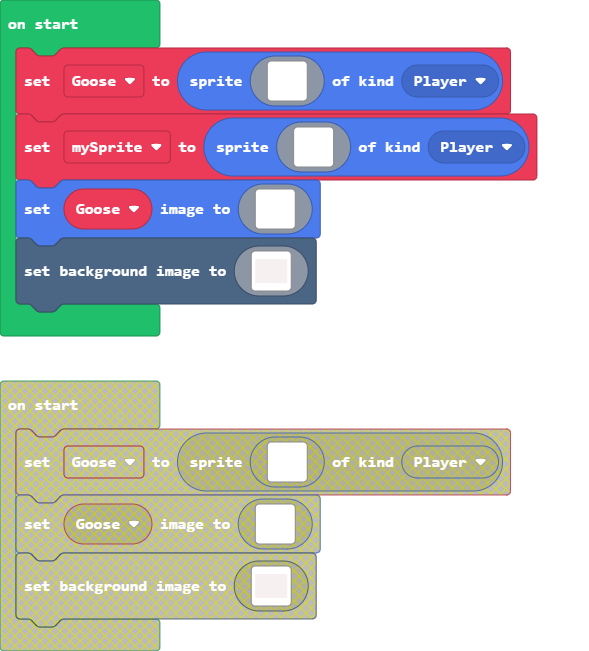 on start
set Goose to sprite of kind Player
set mySprite to sprite of kind Player
set Goose image to
set background image to
on start
set Goose to sprite of kind Player
set Goose image to
set background image to